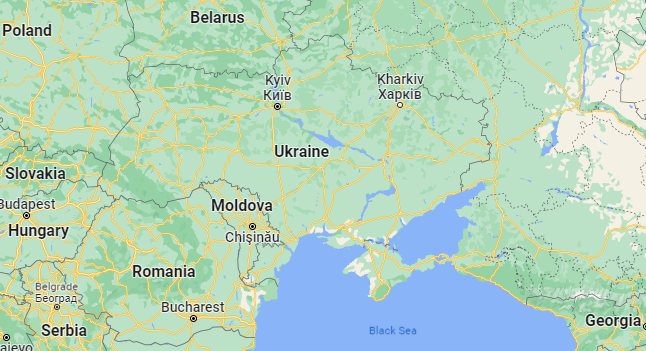 Belarus
Poland
Kyiv
Київ
Kharkiv
Харків
Ukraine
Slovakia
Budapest
Moldova
Hungary
Chișinău
Romania
Belgrade
Београд
Bucharest
Serbia
Black Sea
Georgia
ajevo